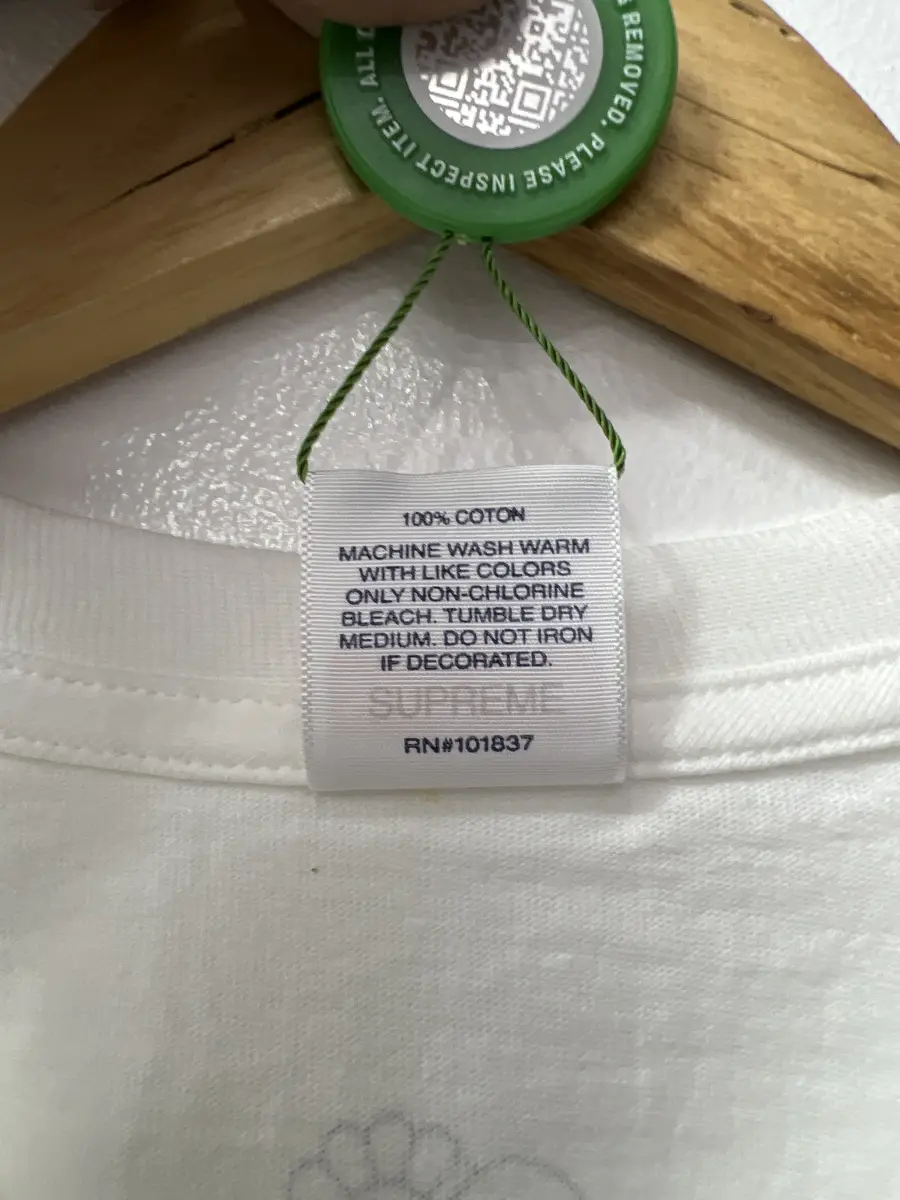 REMOVED. PLEASE INSPECT ITEM. ALL
100% COTON
MACHINE WASH WARM
WITH LIKE COLORS
ONLY NON-CHLORINE
BLEACH. TUMBLE DRY
MEDIUM. DO NOT IRON
IF DECORATED.
SUPREME
RN#101837